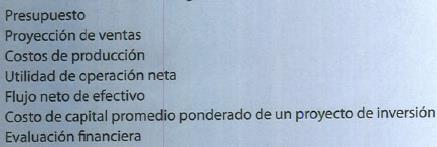 Presupuesto
Proyección de ventas
Costos de producción
Utilidad de operación neta
Flujo neto de efectivo
Costo de capital promedio ponderado de un proyecto de inversión
Evaluación financiera